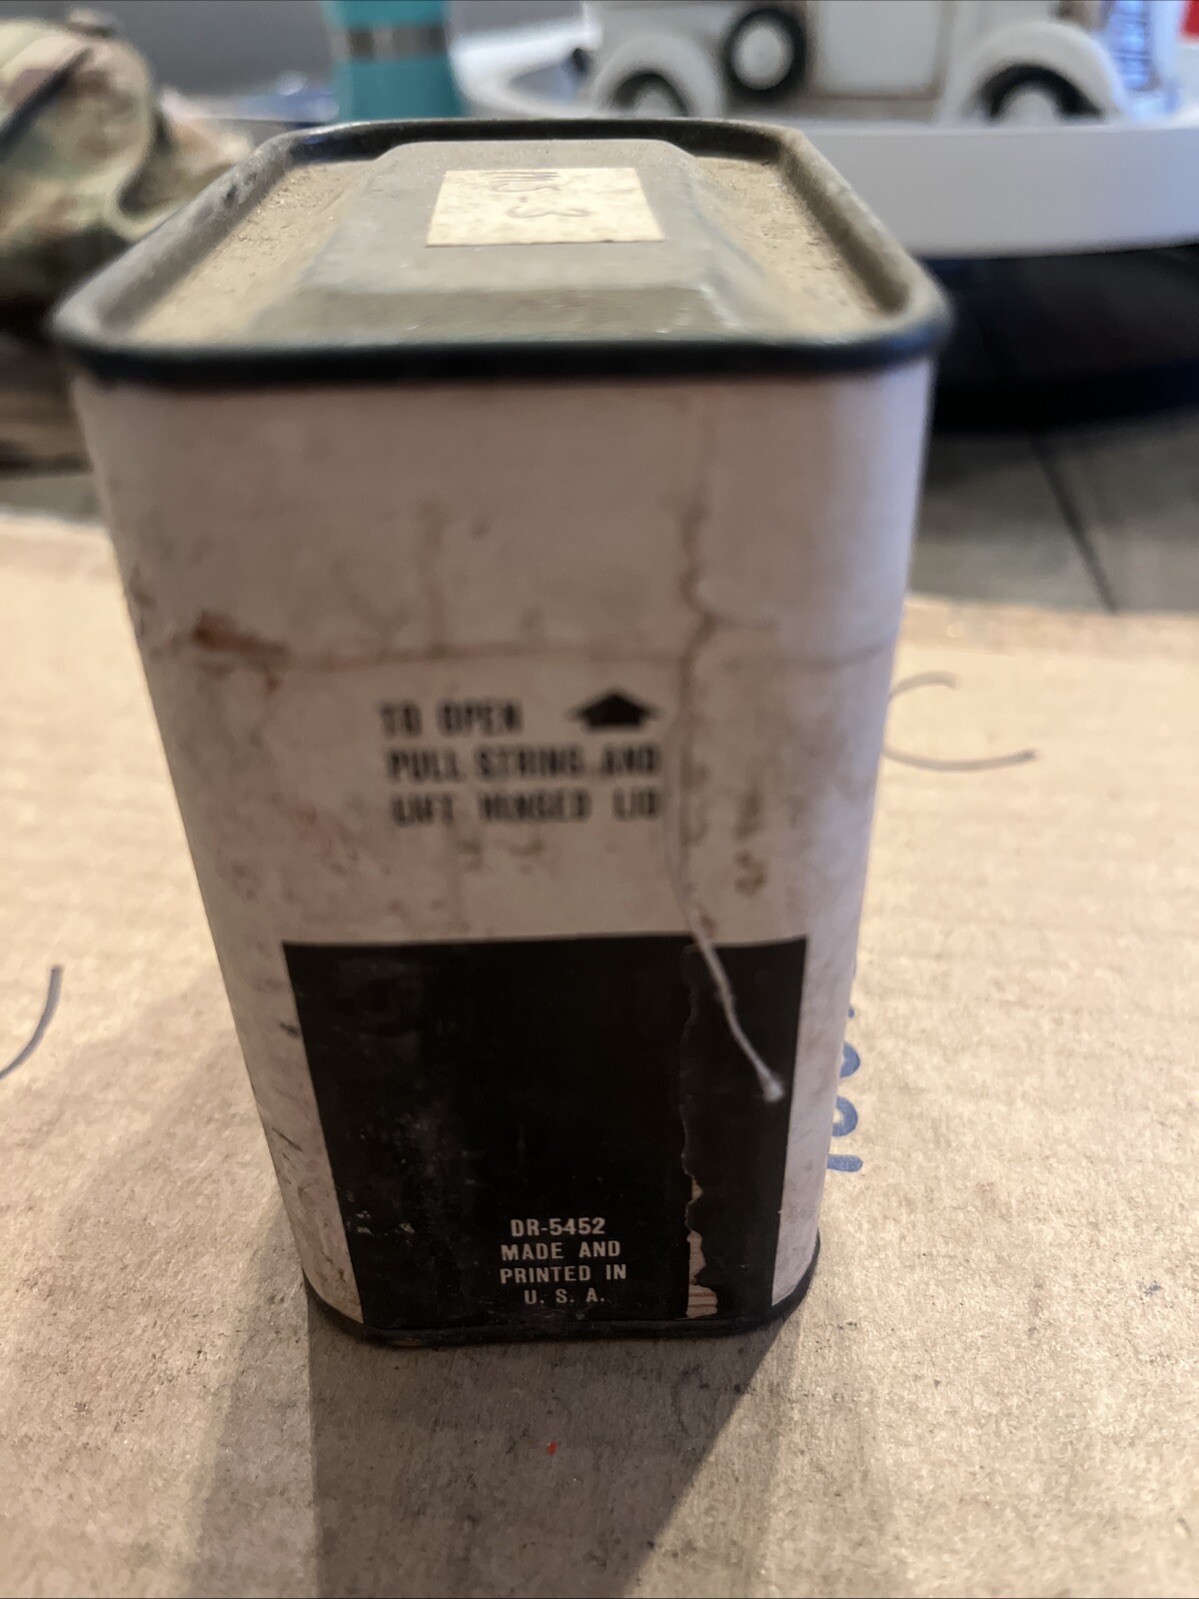 TO OPEN
PULL STRING AND
LIFT HINGED LID
DR-5452
MADE AND
PRINTED IN
U. S. A.